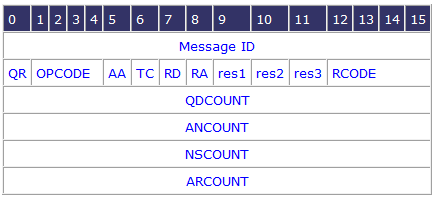 0 1 2 3 4 5 6 7 8 9 10 11 12 13 14 15
Message ID
QR OPCODE AA TC RD RA res1 res2 res3 RCODE
QDCOUNT
ANCOUNT
NSCOUNT
ARCOUNT